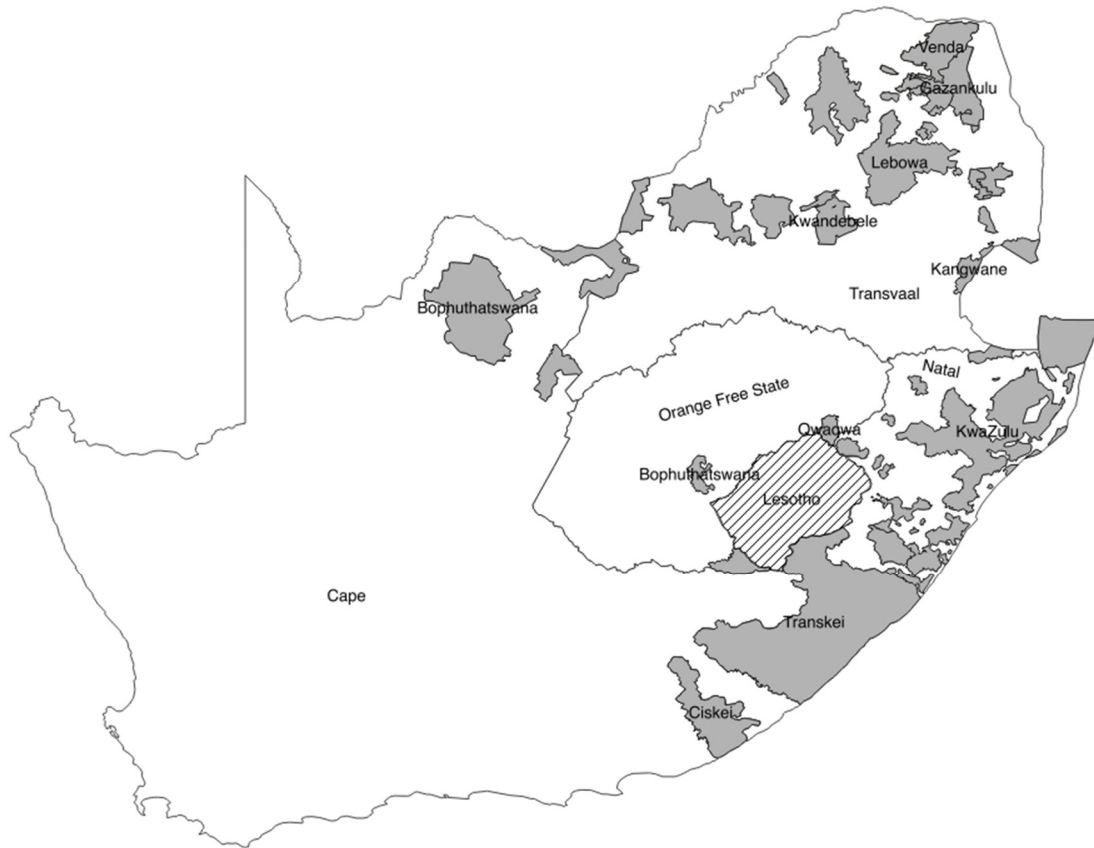 Venda
Gazankulu
Lebowa
Kwandebele
Kangwane
Transvaal
Bophuthatswana
Natal
Orange Free State
Qwaqwa
KwaZulu
Bophuthatswana
Lesotho
Cape
Transkei
Ciskei